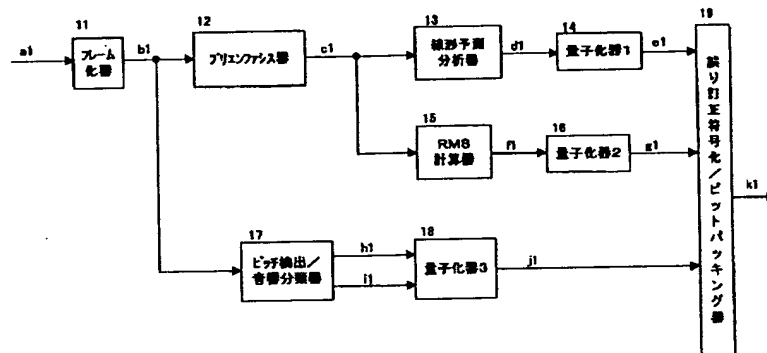 11
フレーム
化器
a1
b1
12
プリエンファシス器
c1
13
線形予測
分析器
d1
14
量子化器1
e1
15
RMS
計算器
f1
16
量子化器2
g1
17
ピッチ検出/
音響分類器
h1
i1
18
量子化器3
j1
19
誤り訂正符号化/ビットパッキング器
k1